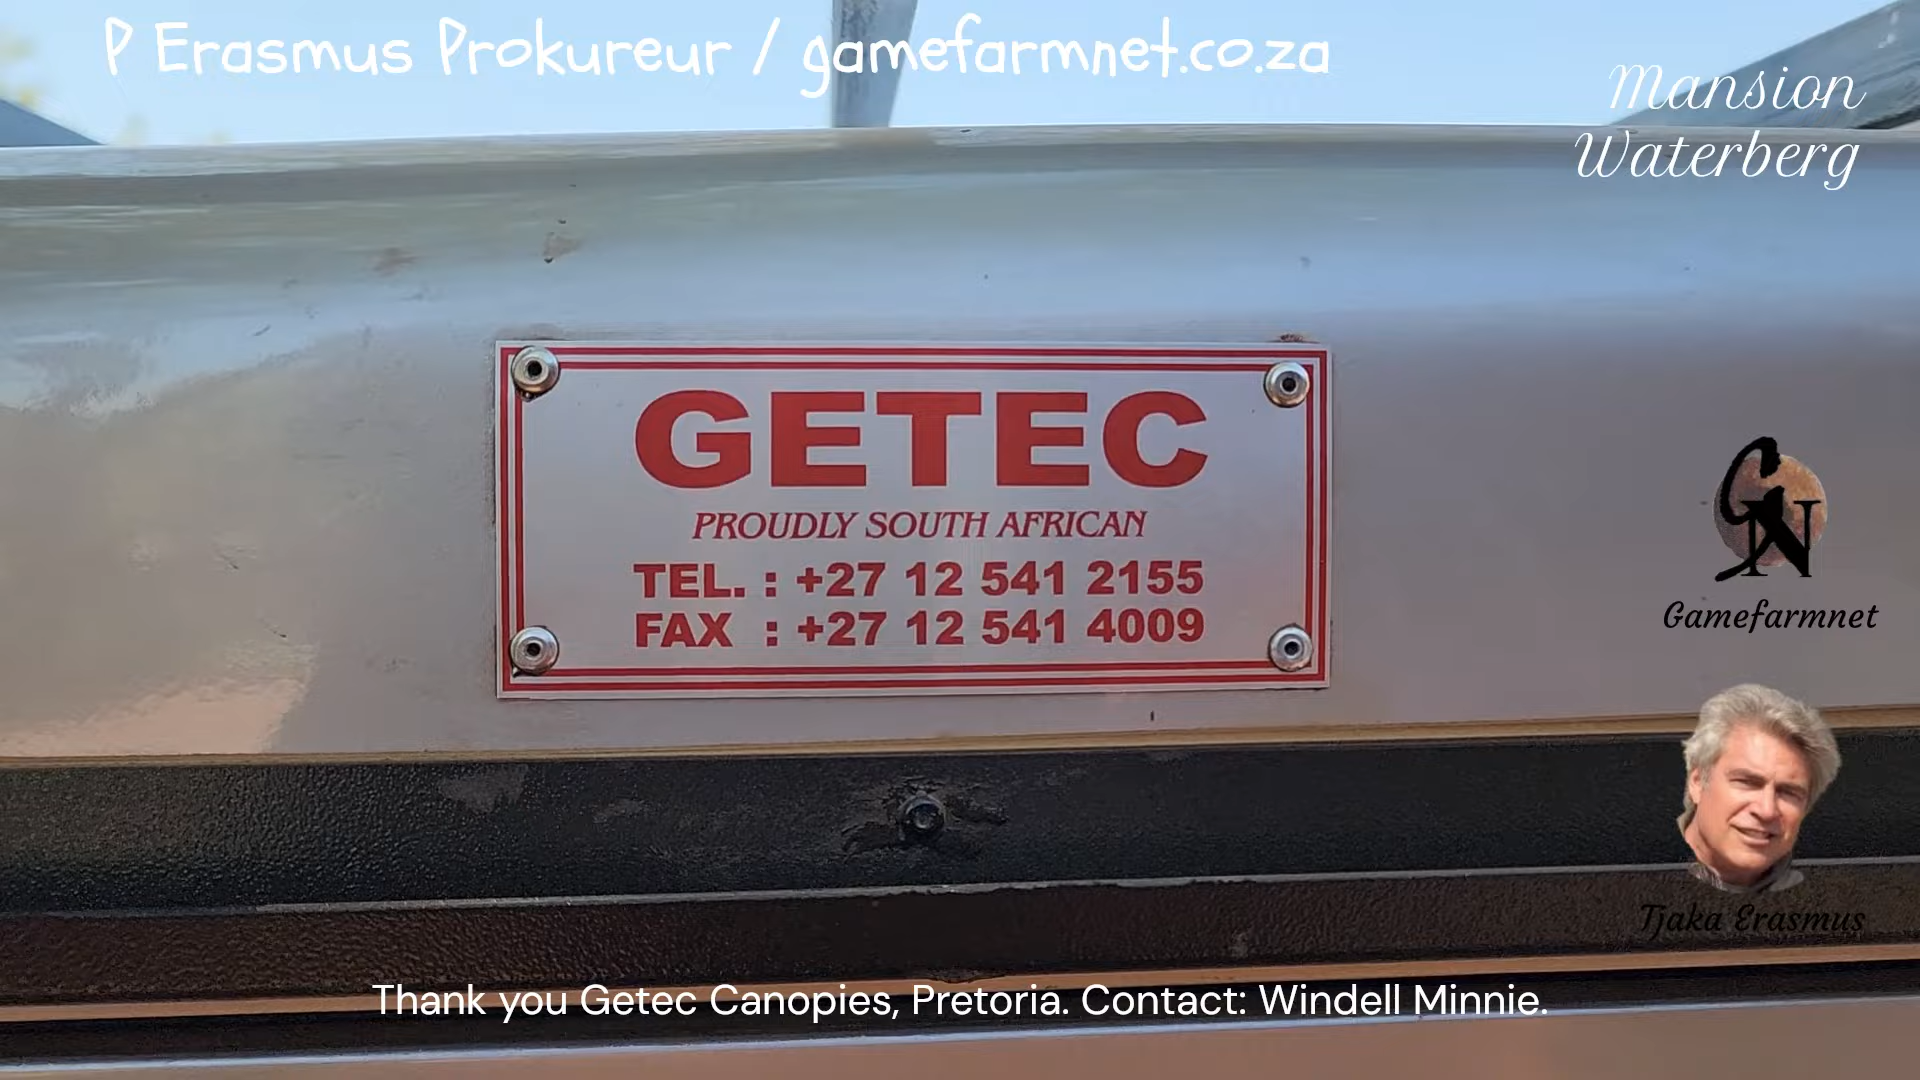 P Erasmus Prokureur / gamefarmnet.co.za
Mansion
Waterberg
GETEC
PROUDLY SOUTH AFRICAN
TEL. : +27 12 541 2155
FAX : +27 12 541 4009
GN
Gamefarmnet
Tjaka Erasmus
Thank you Getec Canopies, Pretoria. Contact: Windell Minnie.